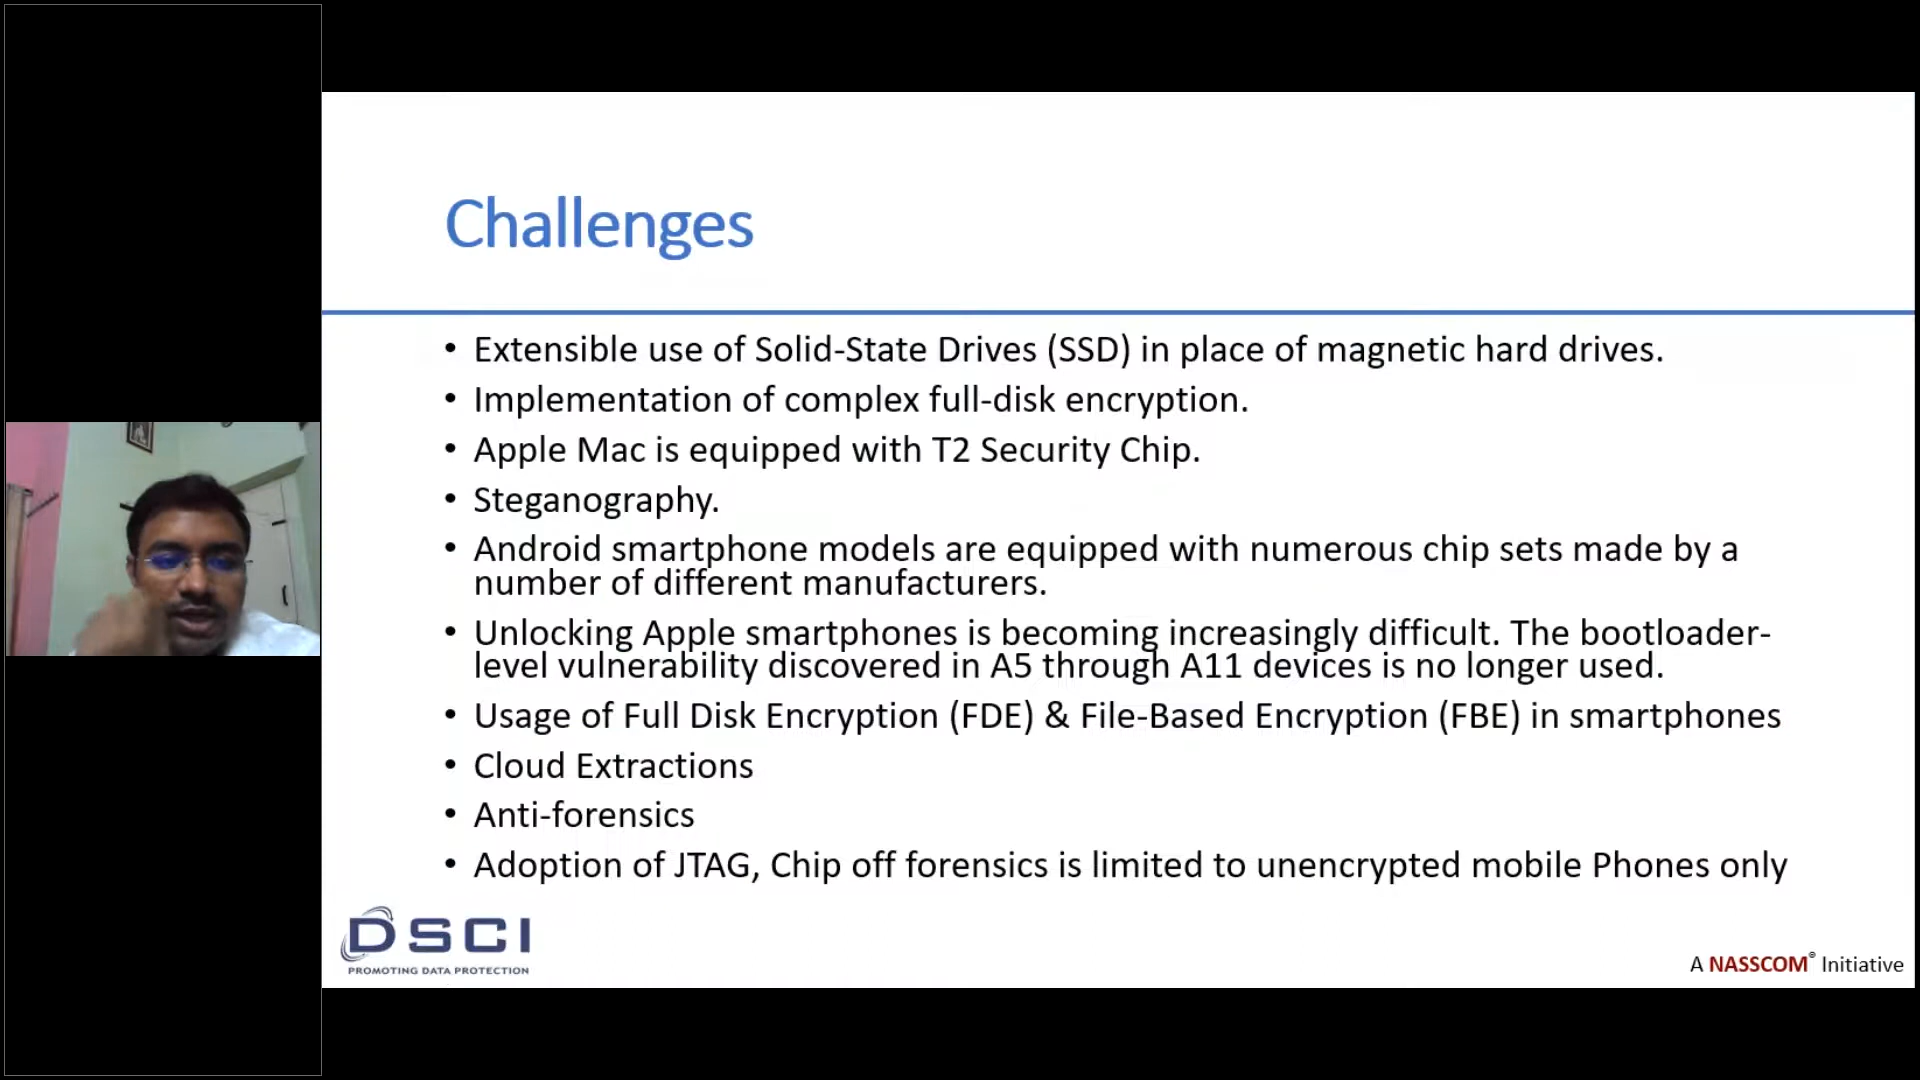 Challenges
• Extensible use of Solid-State Drives (SSD) in place of magnetic hard drives.
• Implementation of complex full-disk encryption.
• Apple Mac is equipped with T2 Security Chip.
• Steganography.
• Android smartphone models are equipped with numerous chip sets made by a
number of different manufacturers.
• Unlocking Apple smartphones is becoming increasingly difficult. The bootloader-
level vulnerability discovered in A5 through A11 devices is no longer used.
• Usage of Full Disk Encryption (FDE) & File-Based Encryption (FBE) in smartphones
• Cloud Extractions
• Anti-forensics
• Adoption of JTAG, Chip off forensics is limited to unencrypted mobile Phones only
DSCI
PROMOTING DATA PROTECTION
A NASSCOM® Initiative